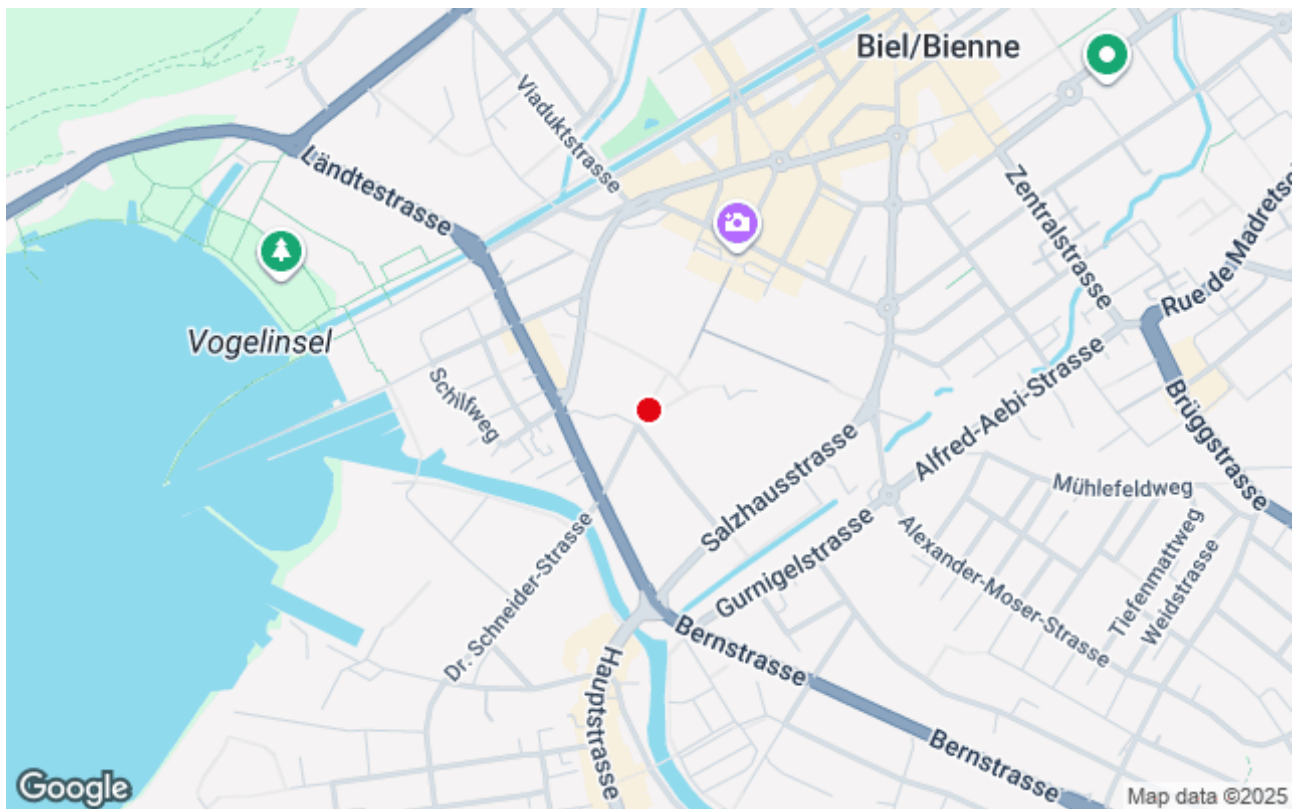 Biel/Bienne
Viaduktstrasse
Ländtestrasse
Zentralstrasse
Rue de Madretsc
Vogelinsel
Schilfweg
Alfred-Aebi-Strasse
Brüggstrasse
Salzhausstrasse
Mühlefeldweg
Gurnigelstrasse
Alexander-Moser-Strasse
Tiefenmattweg
Weidstrasse
Dr. Schneider-Strasse
Hauptstrasse
Bernstrasse
Bernstrasse
Google
Map data ©2025